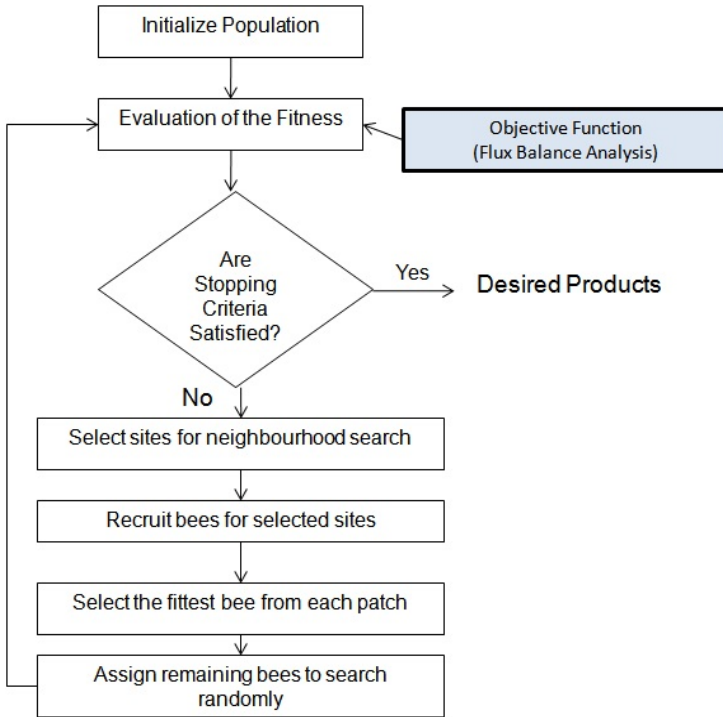 Initialize Population
Evaluation of the Fitness
Objective Function
(Flux Balance Analysis)
Are
Stopping
Criteria
Satisfied?
Yes
Desired Products
No
Select sites for neighbourhood search
Recruit bees for selected sites
Select the fittest bee from each patch
Assign remaining bees to search
randomly